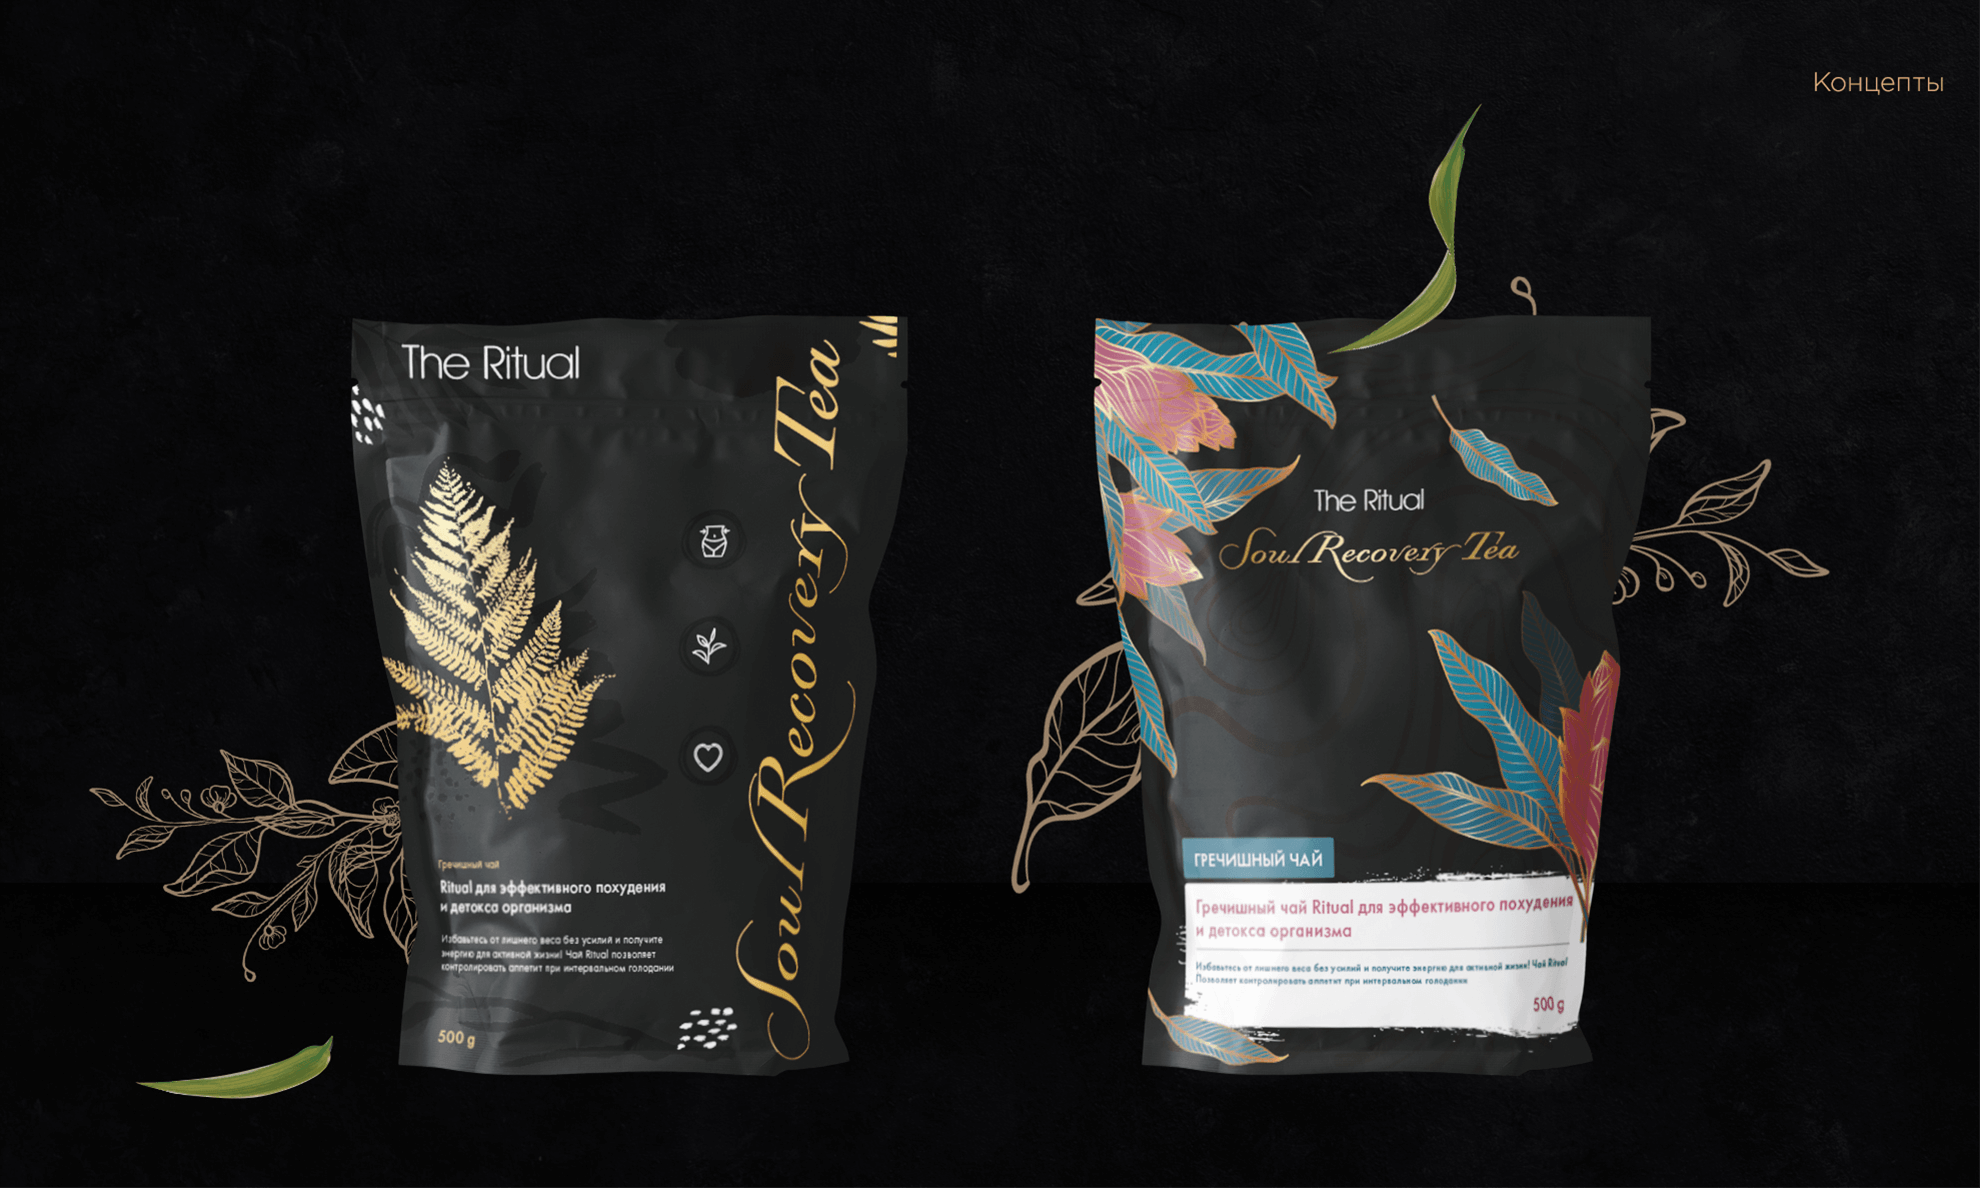 Концепты
The Ritual
Soul Recovery Tea
Гречишный чай
Ritual для эффективного похудения
и детокса организма
Избавьтесь от лишнего веса без усилий и получите
энергию для активной жизни! Чай Ritual позволяет
контролировать аппетит при интервальном голодании
500 g
The Ritual
Soul Recovery Tea
ГРЕЧИШНЫЙ ЧАЙ
Гречишный чай Ritual для эффективного похудения
и детокса организма
Избавьтесь от лишнего веса без усилий и получите энергию для активной жизни! Чай Ritual
Позволяет контролировать аппетит при интервальном голодании
500 g